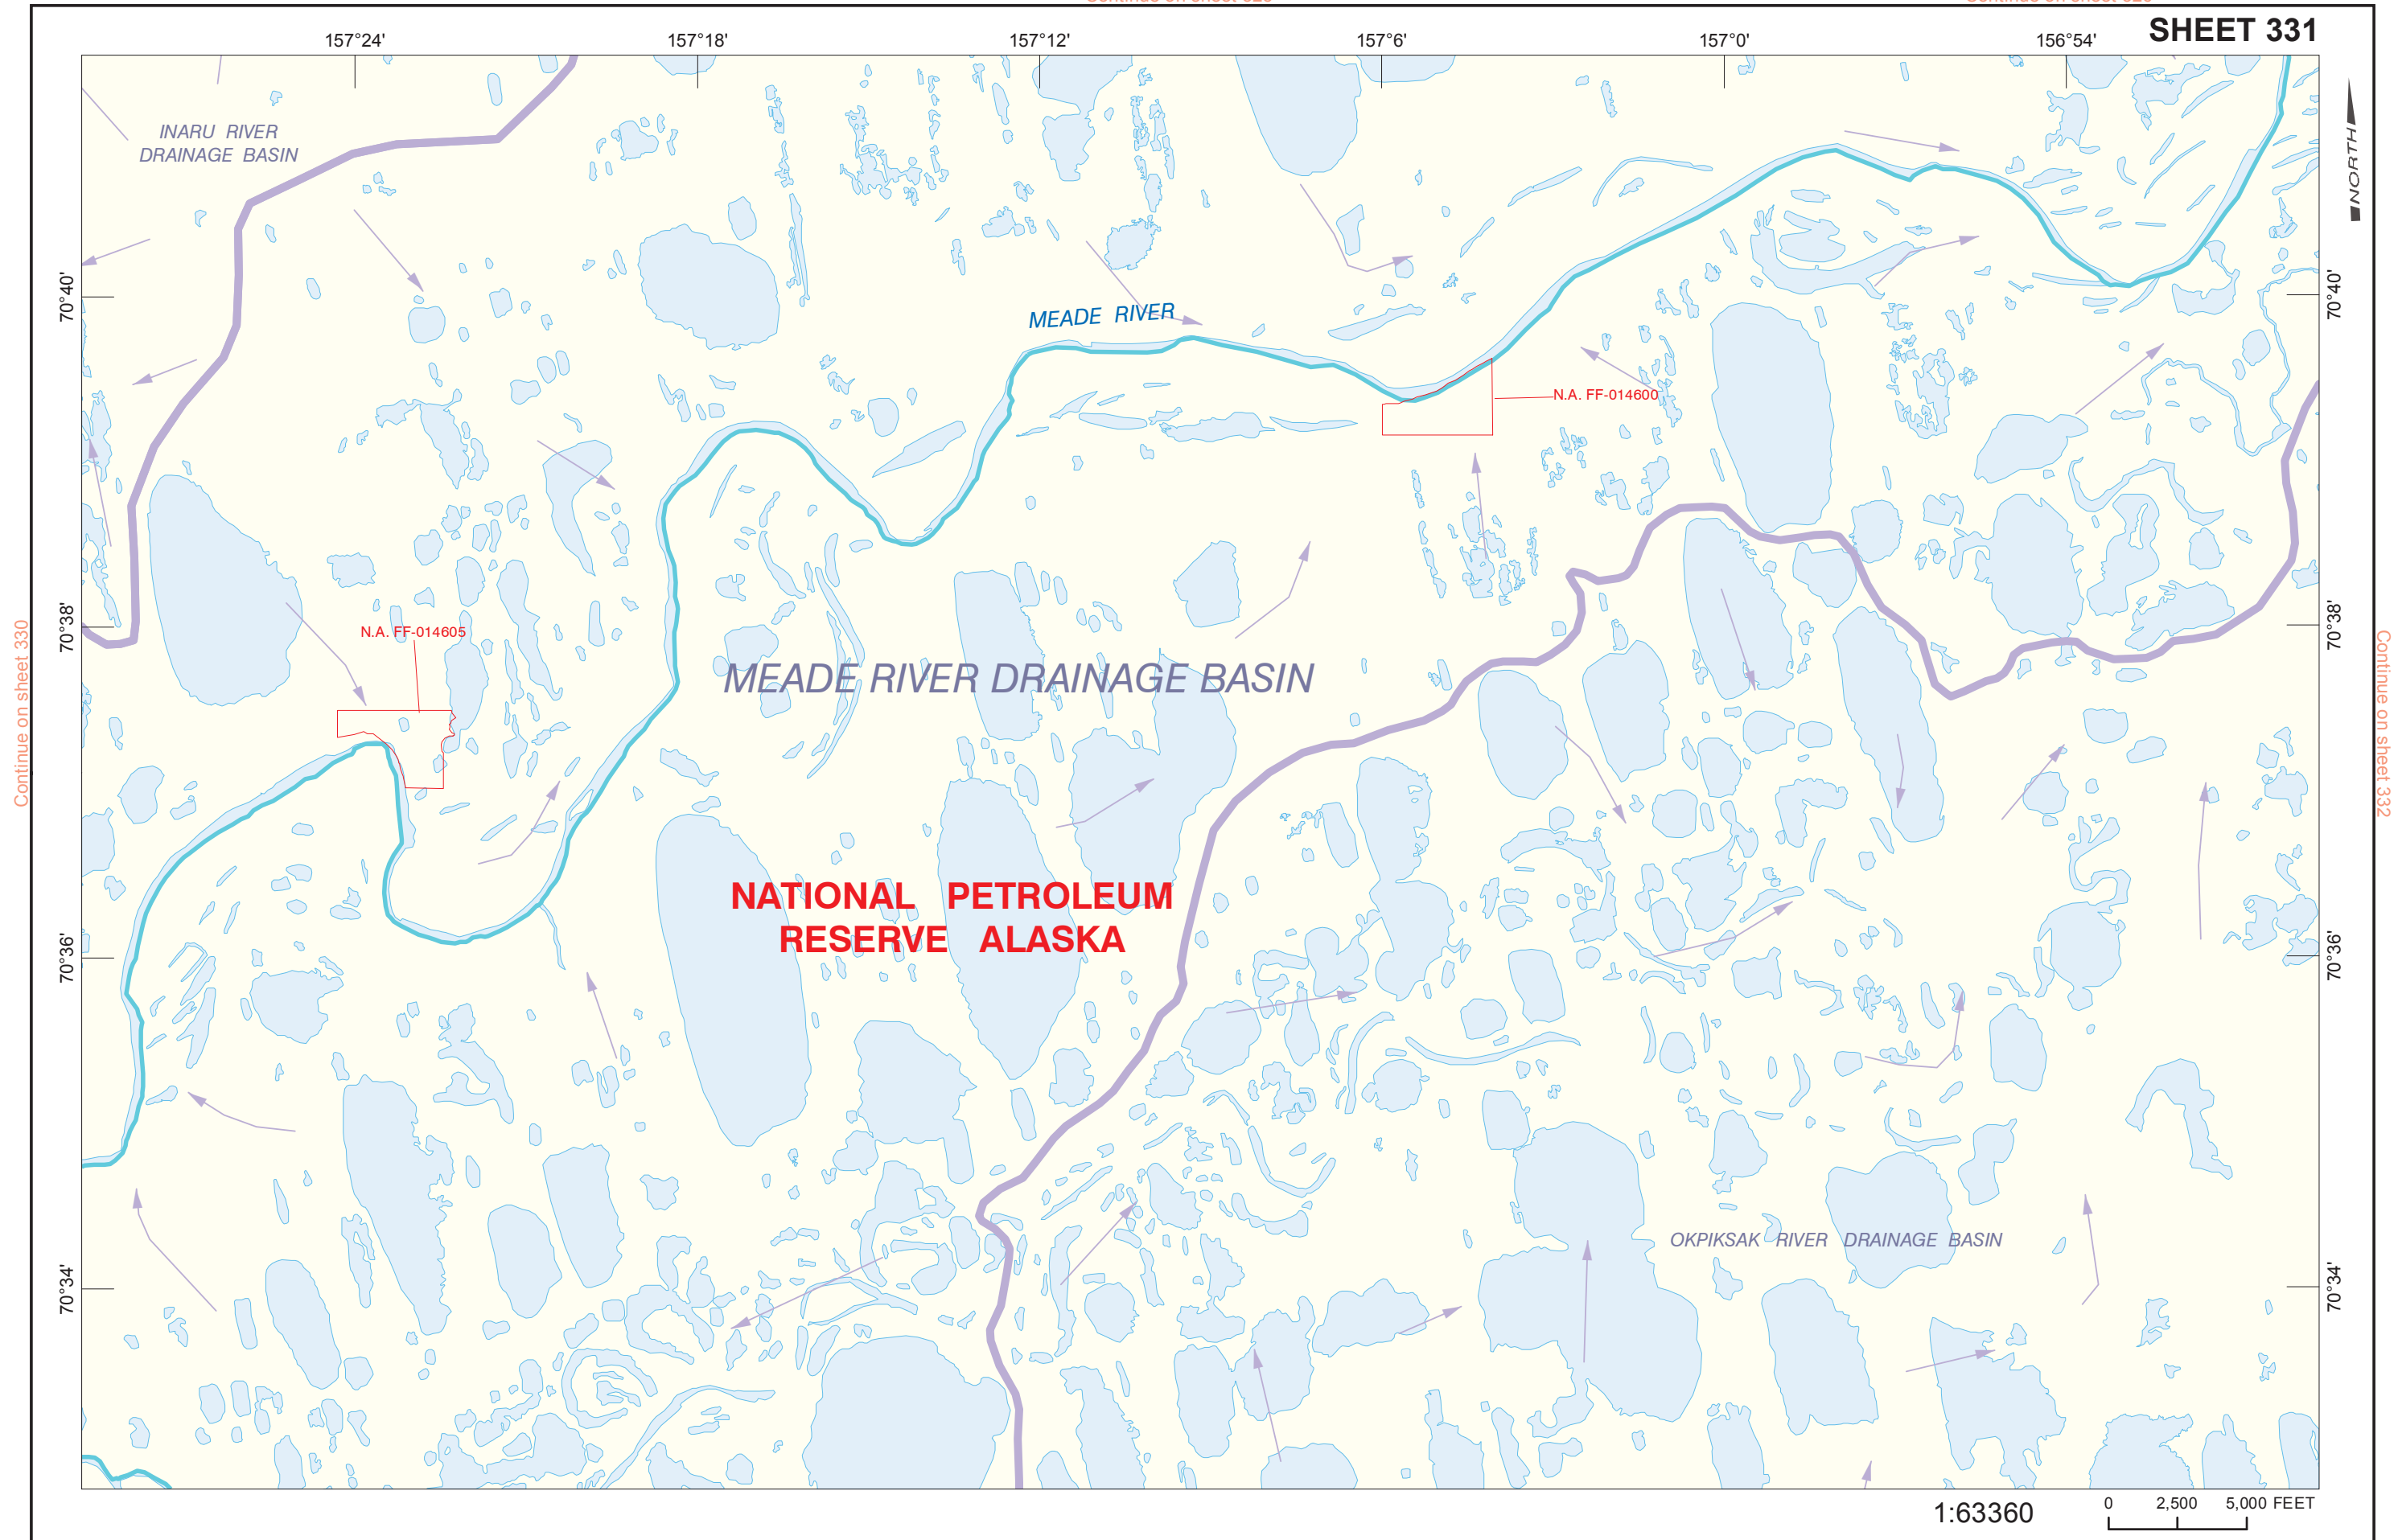 SHEET 331
157°24'
157°18'
157°12'
157°6'
157°0'
156°54'
NORTH
INARU RIVER
DRAINAGE BASIN
70°40'
70°40'
MEADE RIVER
N.A. FF-014600
70°38'
70°38'
N.A. FF-014605
Continue on sheet 330
Continue on sheet 332
MEADE RIVER DRAINAGE BASIN
NATIONAL PETROLEUM
RESERVE ALASKA
70°36'
70°36'
OKPIKSAK RIVER DRAINAGE BASIN
70°34'
70°34'
1:63360
0 2,500 5,000 FEET